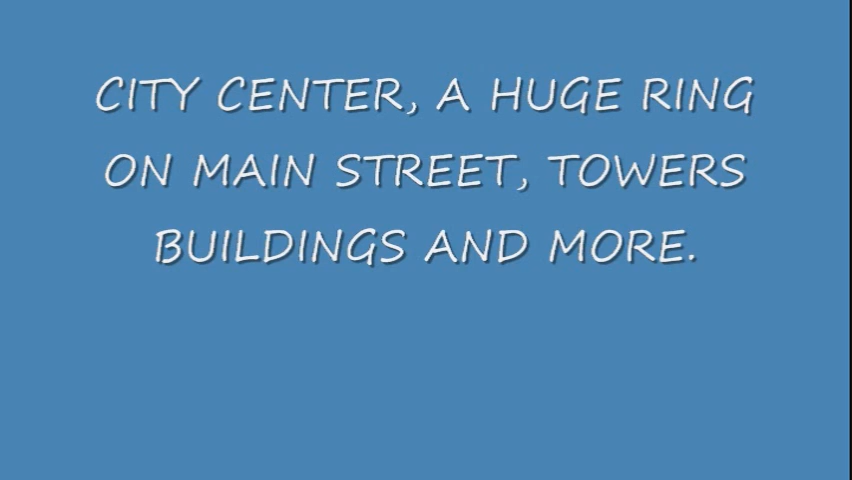 CITY CENTER, A HUGE RING
ON MAIN STREET, TOWERS
BUILDINGS AND MORE.